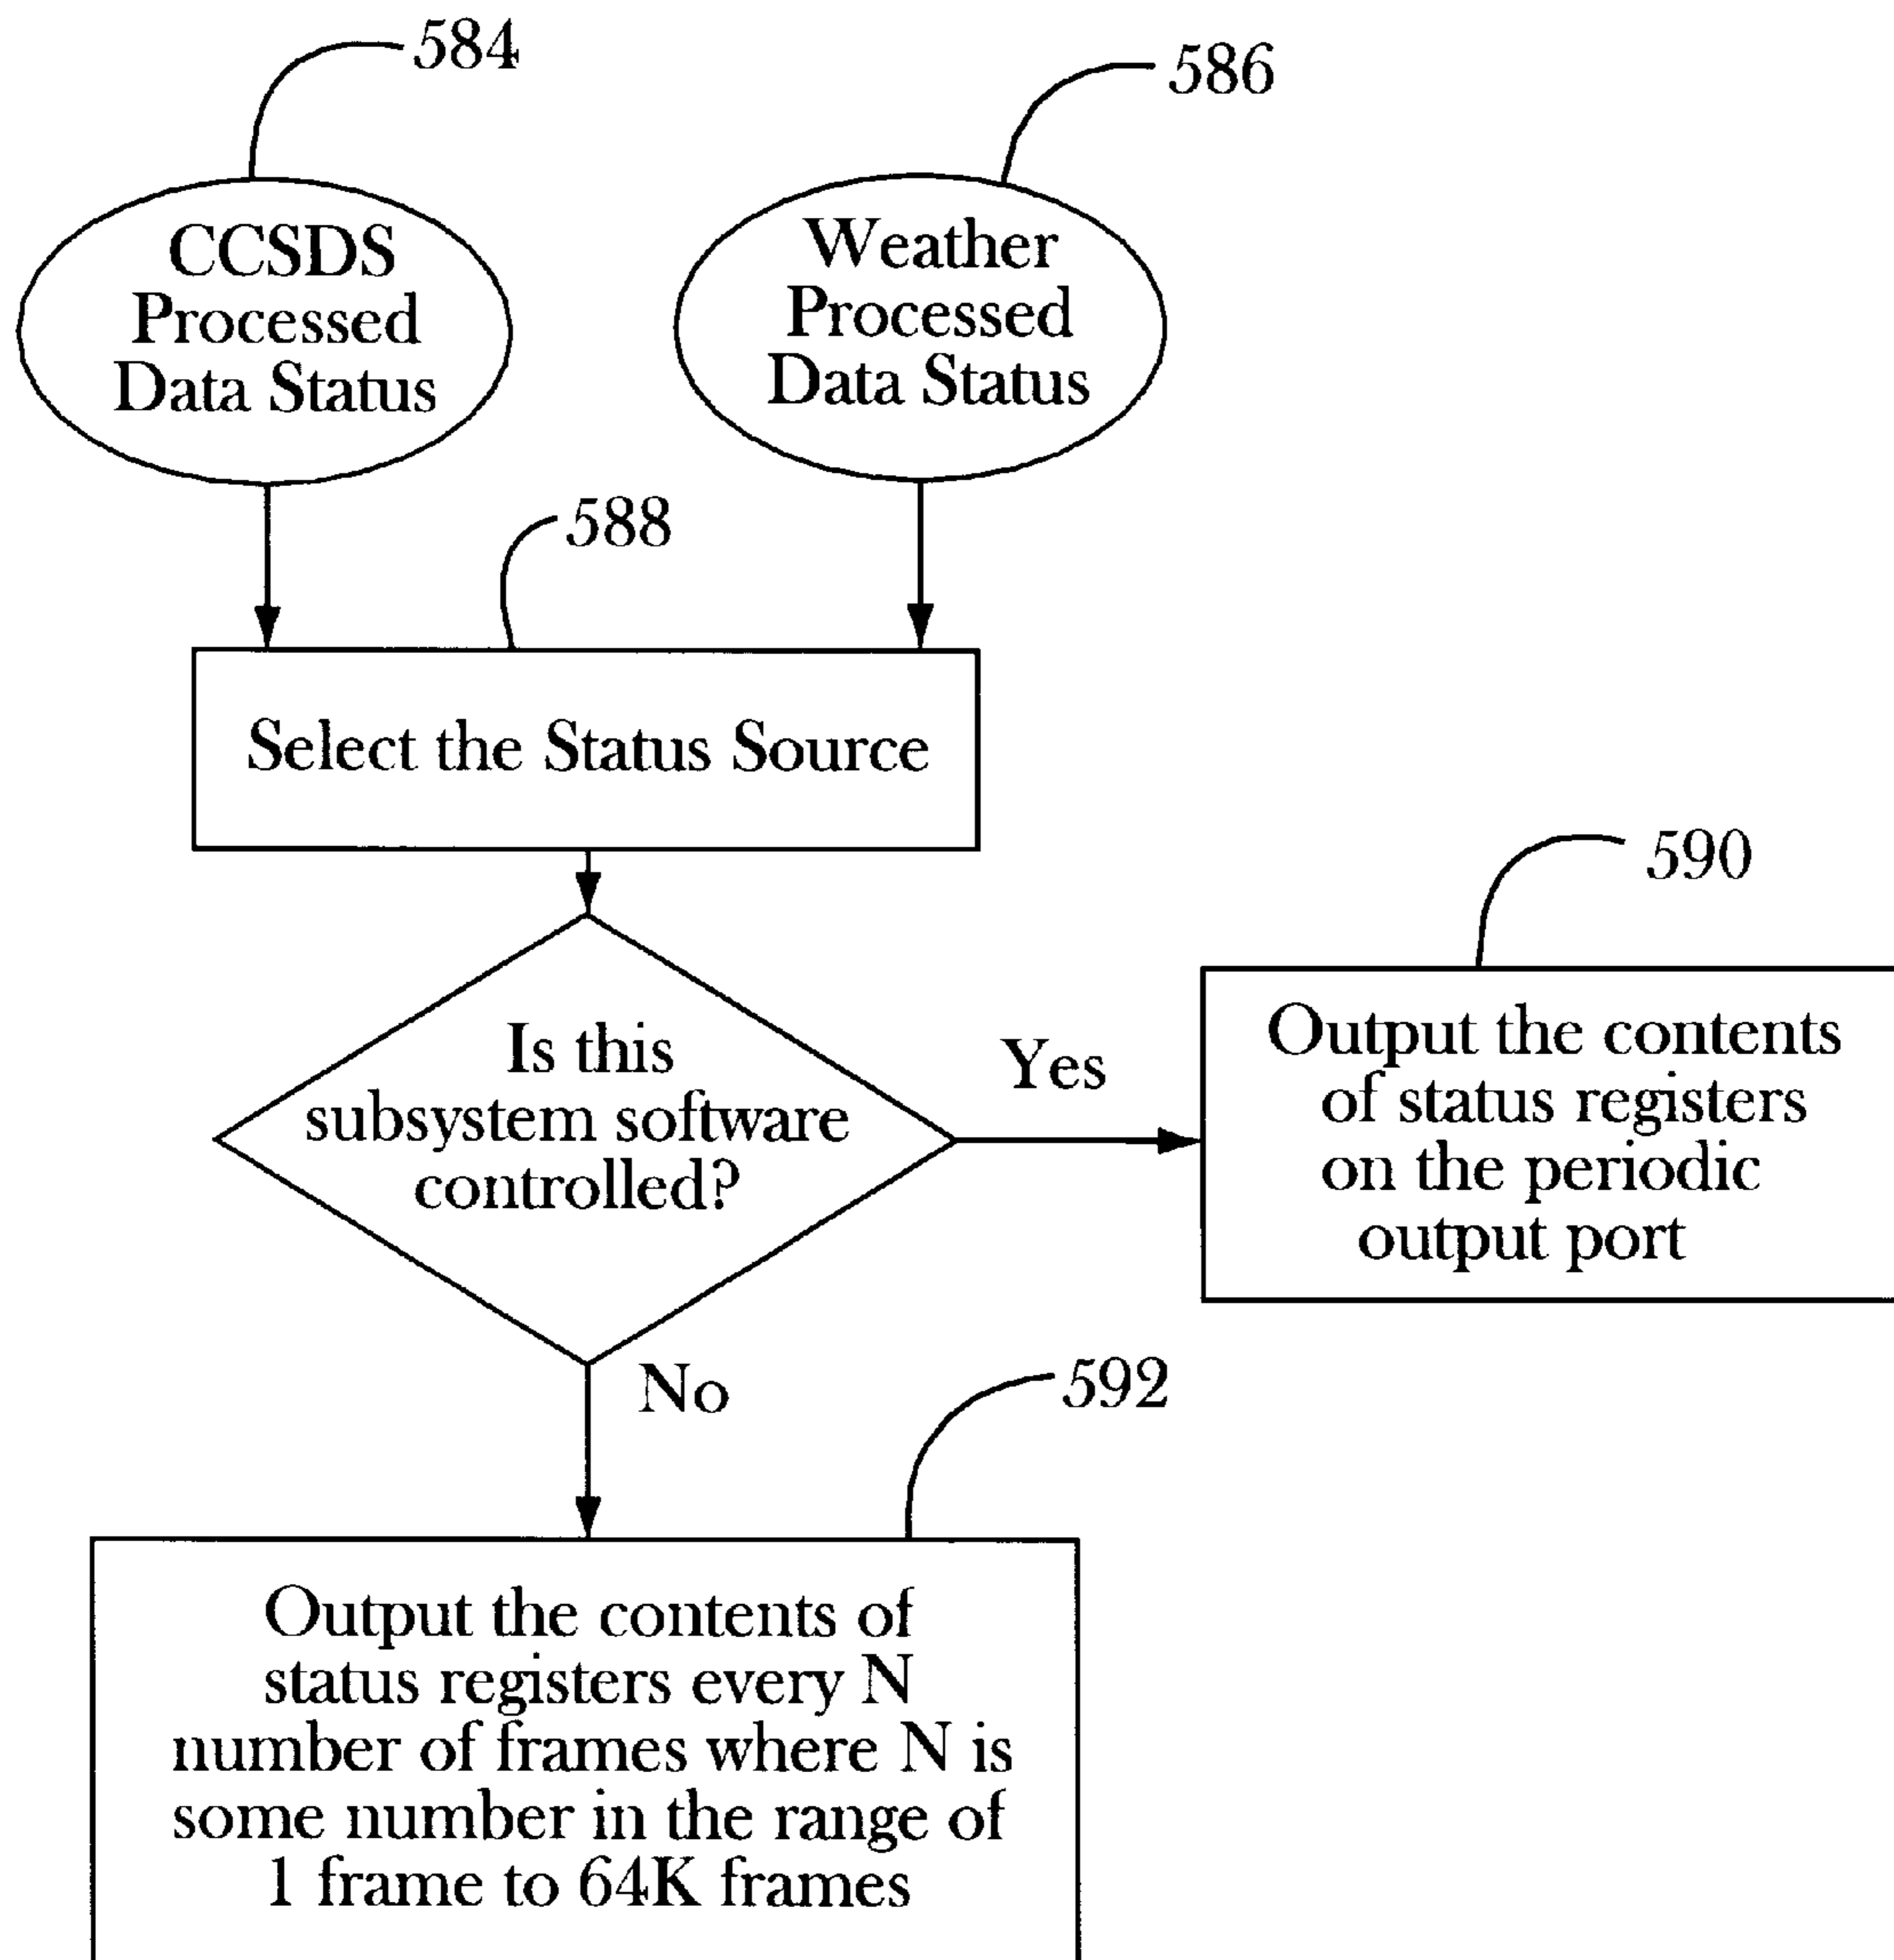 584
586
CCSDS
Processed
Data Status
Weather
Processed
Data Status
588
Select the Status Source
590
Is this
subsystem software
controlled?
Yes
Output the contents
of status registers
on the periodic
output port
No
592
Output the contents of
status registers every N
number of frames where N is
some number in the range of
1 frame to 64K frames